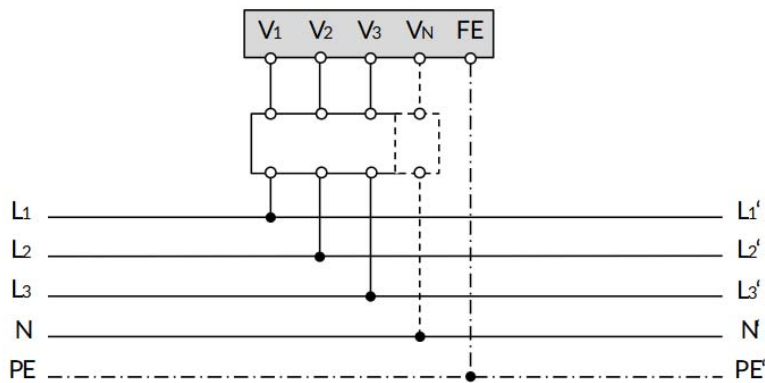 V1 V2 V3 VN FE
L1 L1‘
L2 L2‘
L3 L3‘
N N‘
PE PE‘